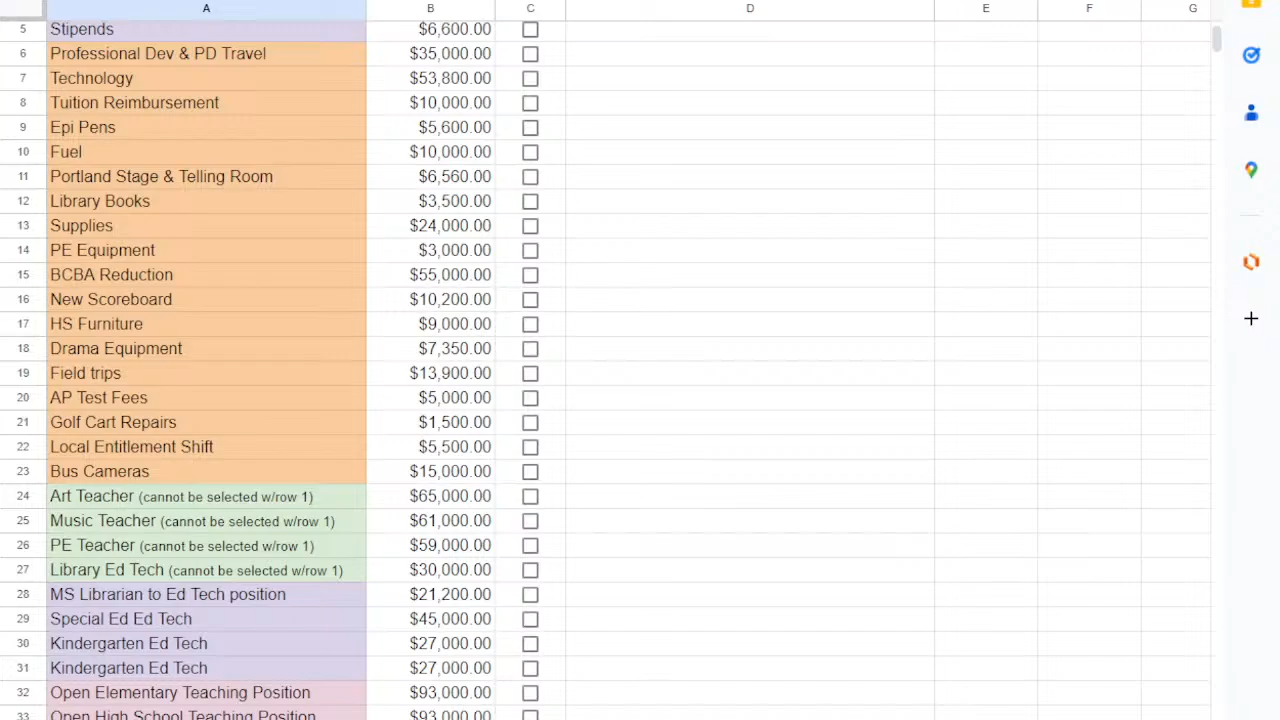 A B C D E F G
5 Stipends $6,600.00
6 Professional Dev & PD Travel $35,000.00
7 Technology $53,800.00
8 Tuition Reimbursement $10,000.00
9 Epi Pens $5,600.00
10 Fuel $10,000.00
11 Portland Stage & Telling Room $6,560.00
12 Library Books $3,500.00
13 Supplies $24,000.00
14 PE Equipment $3,000.00
15 BCBA Reduction $55,000.00
16 New Scoreboard $10,200.00
17 HS Furniture $9,000.00
18 Drama Equipment $7,350.00
19 Field trips $13,900.00
20 AP Test Fees $5,000.00
21 Golf Cart Repairs $1,500.00
22 Local Entitlement Shift $5,500.00
23 Bus Cameras $15,000.00
24 Art Teacher (cannot be selected w/row 1) $65,000.00
25 Music Teacher (cannot be selected w/row 1) $61,000.00
26 PE Teacher (cannot be selected w/row 1) $59,000.00
27 Library Ed Tech (cannot be selected w/row 1) $30,000.00
28 MS Librarian to Ed Tech position $21,200.00
29 Special Ed Ed Tech $45,000.00
30 Kindergarten Ed Tech $27,000.00
31 Kindergarten Ed Tech $27,000.00
32 Open Elementary Teaching Position $93,000.00
33 Open High School Teaching Position $93,000.00